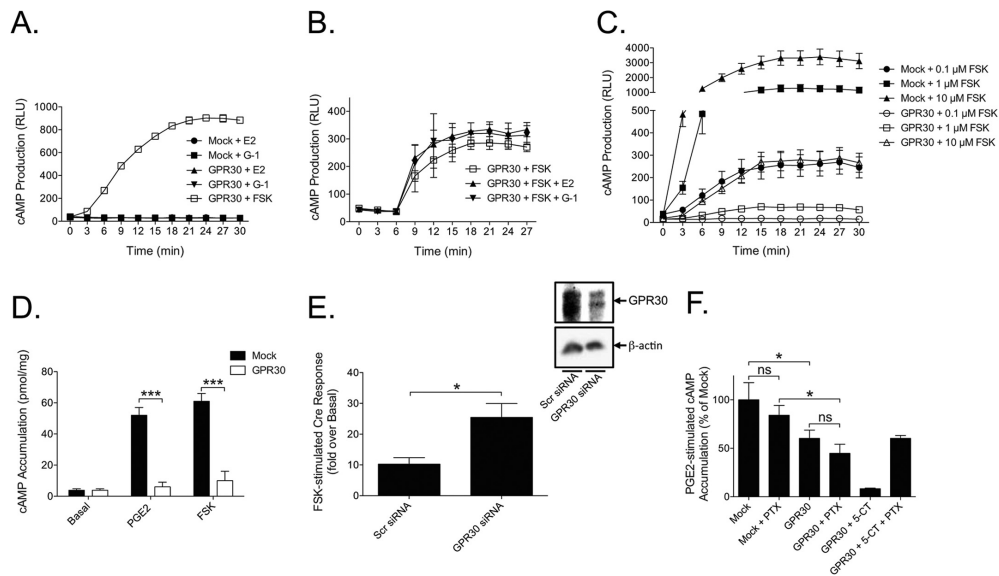 A.
cAMP Production (RLU)
1000
800
600
400
200
0
0 3 6 9 12 15 18 21 24 27 30
Time (min)
Mock + E2
Mock + G-1
GPR30 + E2
GPR30 + G-1
GPR30 + FSK
B.
cAMP Production (RLU)
400
300
200
100
0
0 3 6 9 12 15 18 21 24 27
Time (min)
GPR30 + FSK
GPR30 + FSK + E2
GPR30 + FSK + G-1
C.
cAMP Production (RLU)
4000
3000
2000
1000
500
400
300
200
100
0
0 3 6 9 12 15 18 21 24 27 30
Time (min)
Mock + 0.1 µM FSK
Mock + 1 µM FSK
Mock + 10 µM FSK
GPR30 + 0.1 µM FSK
GPR30 + 1 µM FSK
GPR30 + 10 µM FSK
D.
cAMP Accumulation (pmol/mg)
80
60
40
20
0
Mock
GPR30
***
***
Basal
PGE2
FSK
E.
FSK-stimulated Cre Response
(fold over Basal)
40
30
20
10
0
*
Scr siRNA
GPR30 siRNA
GPR30
β-actin
Scr siRNA
GPR30 siRNA
F.
PGE2-stimulated cAMP
Accumulation (% of Mock)
100
50
0
*
ns
*
ns
Mock
Mock + PTX
GPR30
GPR30 + PTX
GPR30 + 5-CT
GPR30 + 5-CT + PTX